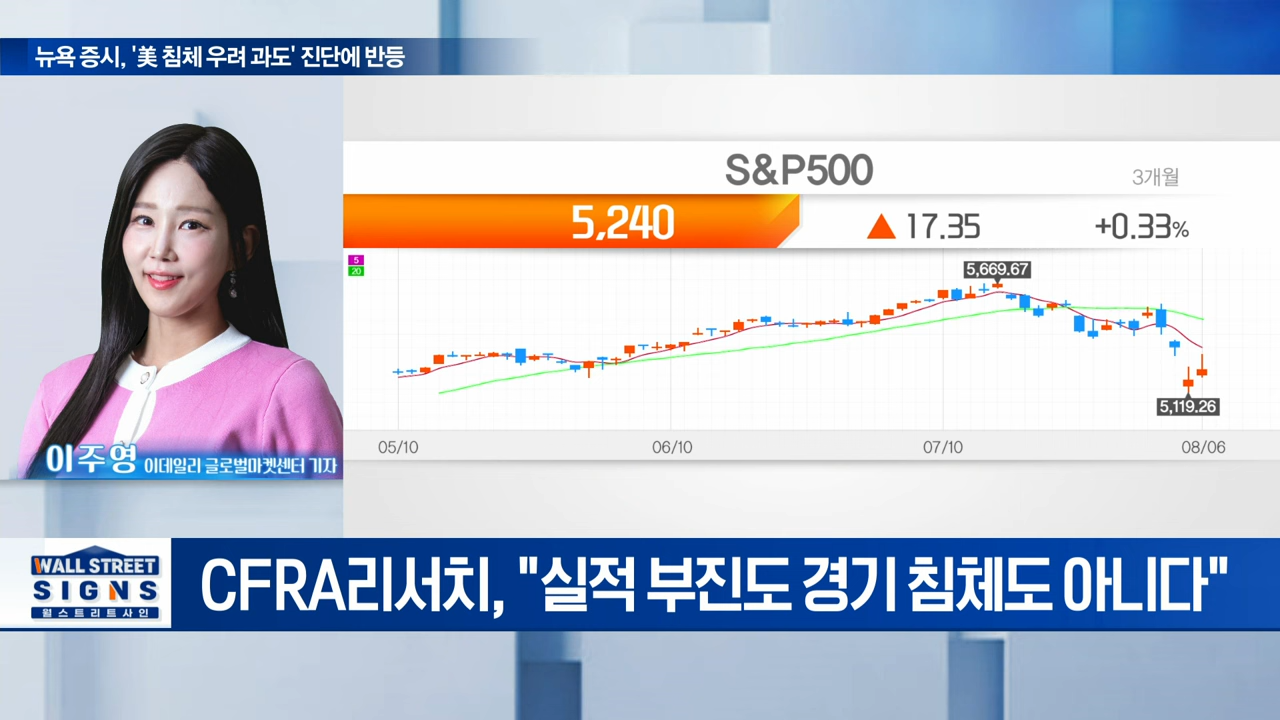 뉴욕 증시, '美 침체 우려 과도' 진단에 반등
S&P500
3개월
5,240
▲ 17.35
+0.33%
5
20
5,669.67
5,119.26
05/10
06/10
07/10
08/06
이주영 이데일리 글로벌마켓센터 기자
WALL STREET
SIGNS
월스트리트사인
CFRA리서치, "실적 부진도 경기 침체도 아니다"